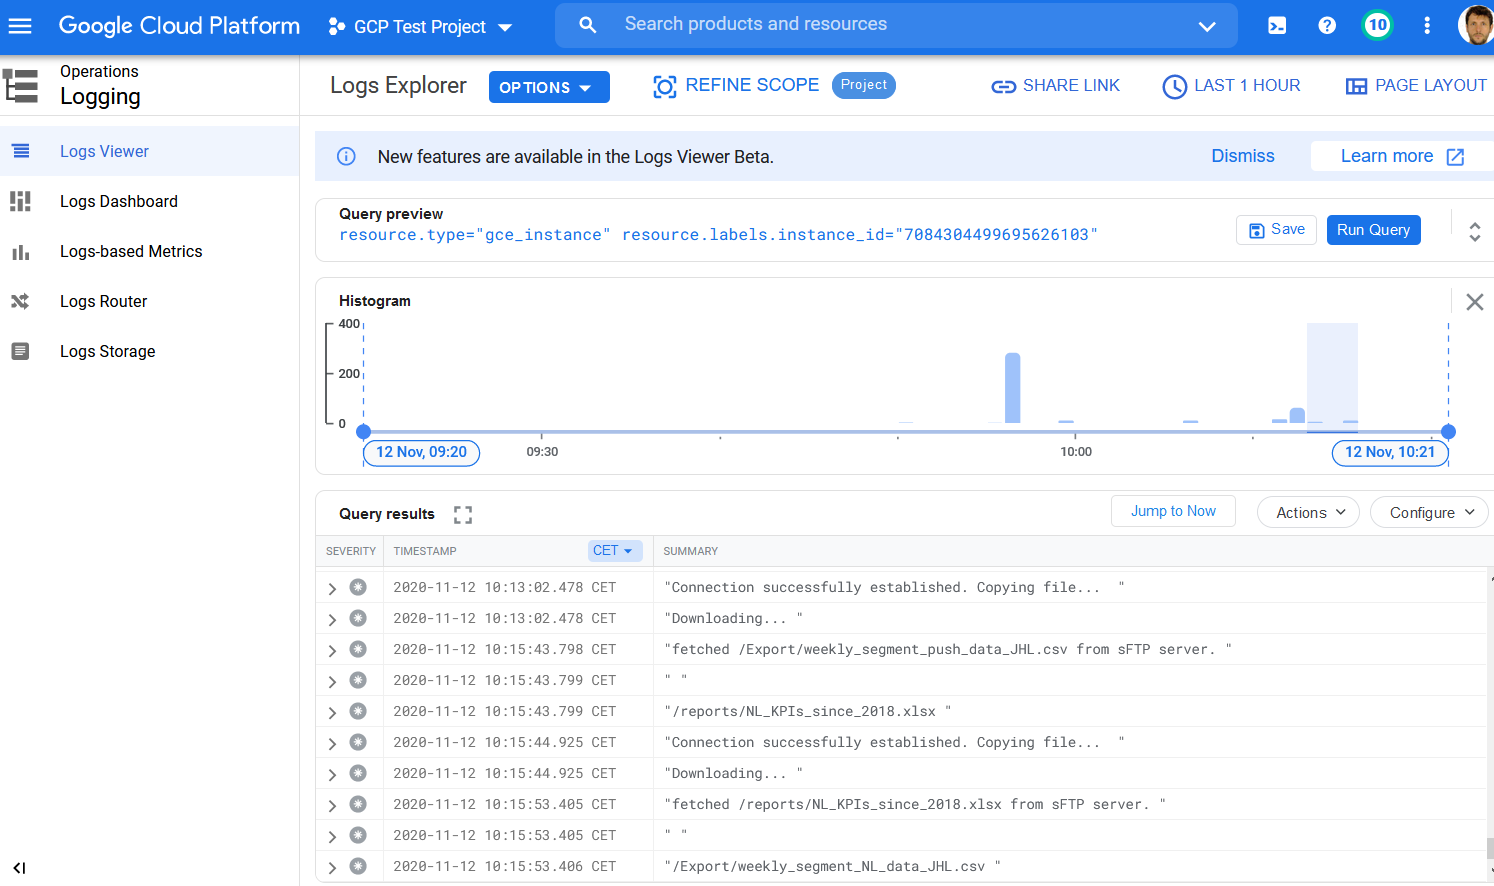 Google Cloud Platform
GCP Test Project
Search products and resources
10
Operations
Logging
Logs Explorer
OPTIONS
REFINE SCOPE
Project
SHARE LINK
LAST 1 HOUR
PAGE LAYOUT
Logs Viewer
Logs Dashboard
Logs-based Metrics
Logs Router
Logs Storage
New features are available in the Logs Viewer Beta.
Dismiss
Learn more
Query preview
resource.type="gce_instance" resource.labels.instance_id="7084304499695626103"
Save
Run Query
Histogram
400
200
0
12 Nov, 09:20
09:30
10:00
12 Nov, 10:21
Query results
Jump to Now
Actions
Configure
SEVERITY
TIMESTAMP
CET
SUMMARY
2020-11-12 10:13:02.478 CET "Connection successfully established. Copying file...  "
2020-11-12 10:13:02.478 CET "Downloading... "
2020-11-12 10:15:43.798 CET "fetched /Export/weekly_segment_push_data_JHL.csv from sFTP server. "
2020-11-12 10:15:43.799 CET " "
2020-11-12 10:15:43.799 CET "/reports/NL_KPIs_since_2018.xlsx "
2020-11-12 10:15:44.925 CET "Connection successfully established. Copying file...  "
2020-11-12 10:15:44.925 CET "Downloading... "
2020-11-12 10:15:53.405 CET "fetched /reports/NL_KPIs_since_2018.xlsx from sFTP server. "
2020-11-12 10:15:53.405 CET " "
2020-11-12 10:15:53.406 CET "/Export/weekly_segment_NL_data_JHL.csv "